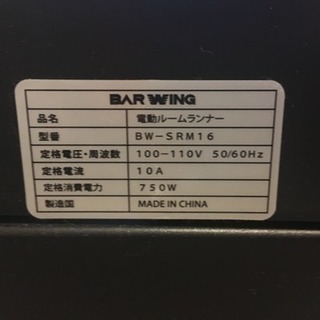 BARWING
品名 電動ルームランナー
型番 BW-SRM16
定格電圧・周波数 100-110V 50/60Hz
定格電流 10A
定格消費電力 750W
製造国 MADE IN CHINA